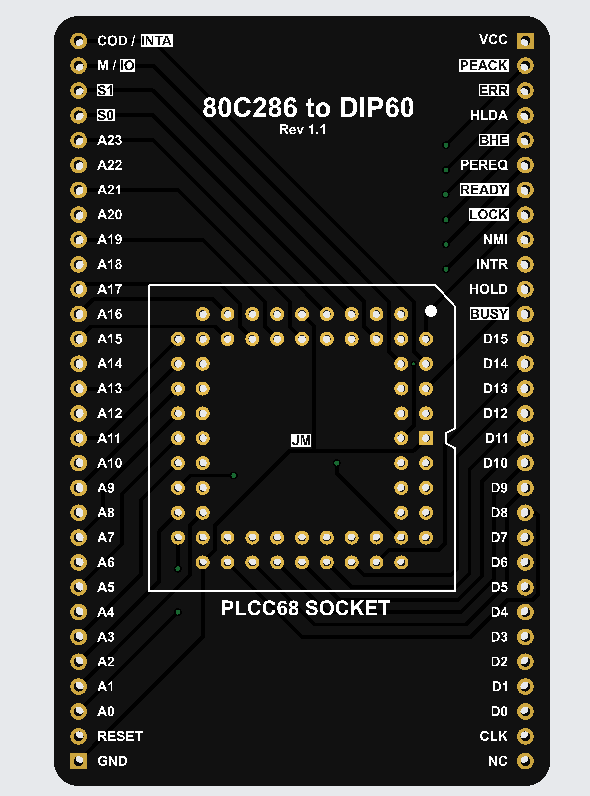 80C286 to DIP60
Rev 1.1
COD / INTA
M / IO
S1
S0
A23
A22
A21
A20
A19
A18
A17
A16
A15
A14
A13
A12
A11
A10
A9
A8
A7
A6
A5
A4
A3
A2
A1
A0
RESET
GND
JM
PLCC68 SOCKET
VCC
PEACK
ERR
HLDA
BHE
PEREQ
READY
LOCK
NMI
INTR
HOLD
BUSY
D15
D14
D13
D12
D11
D10
D9
D8
D7
D6
D5
D4
D3
D2
D1
D0
CLK
NC